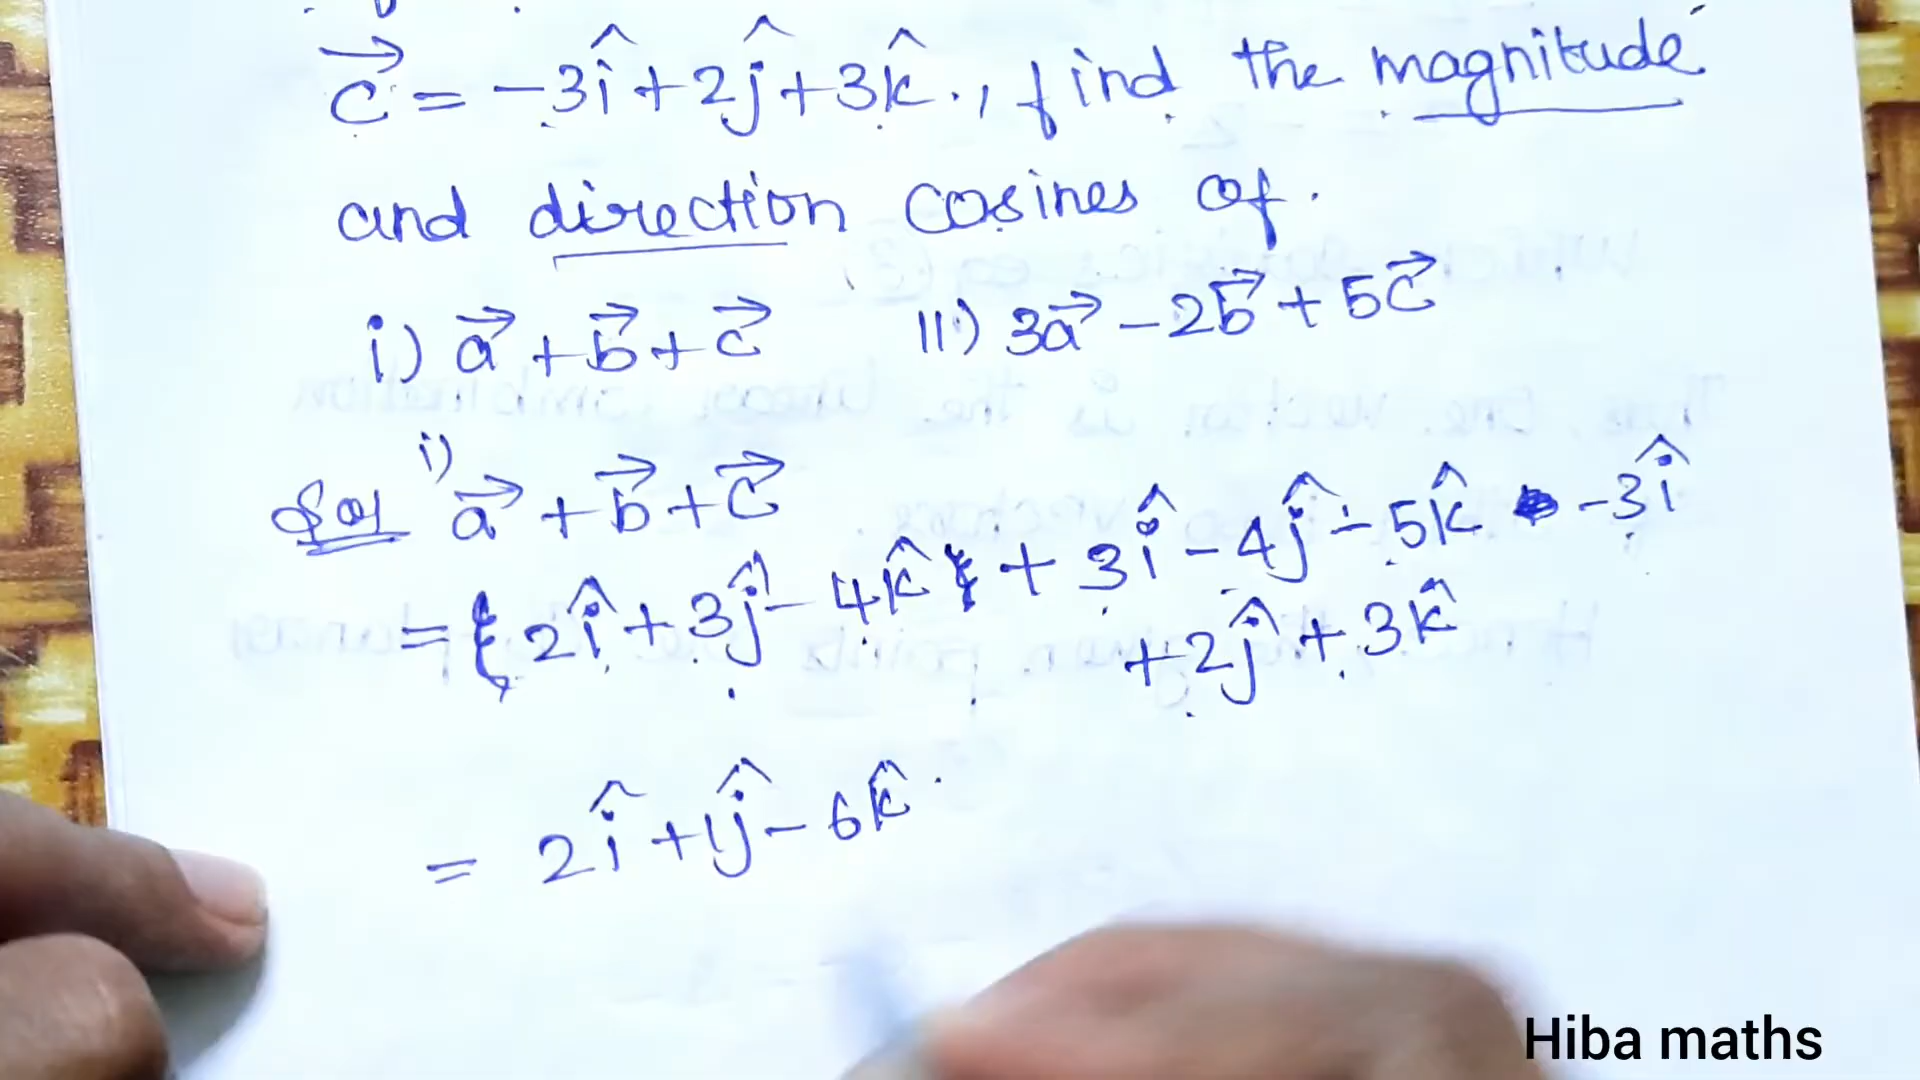 c⃗ = -3î + 2ĵ + 3k̂., find the magnitude
and direction cosines of.
i) a⃗ + b⃗ + c⃗ II) 3a⃗ - 2b⃗ + 5c⃗
Sol i) a⃗ + b⃗ + c⃗
= { 2î + 3ĵ - 4k̂ } + 3î - 4ĵ - 5k̂ - 3î
+ 2ĵ + 3k̂
= 2î + 1ĵ - 6k̂.
Hiba maths